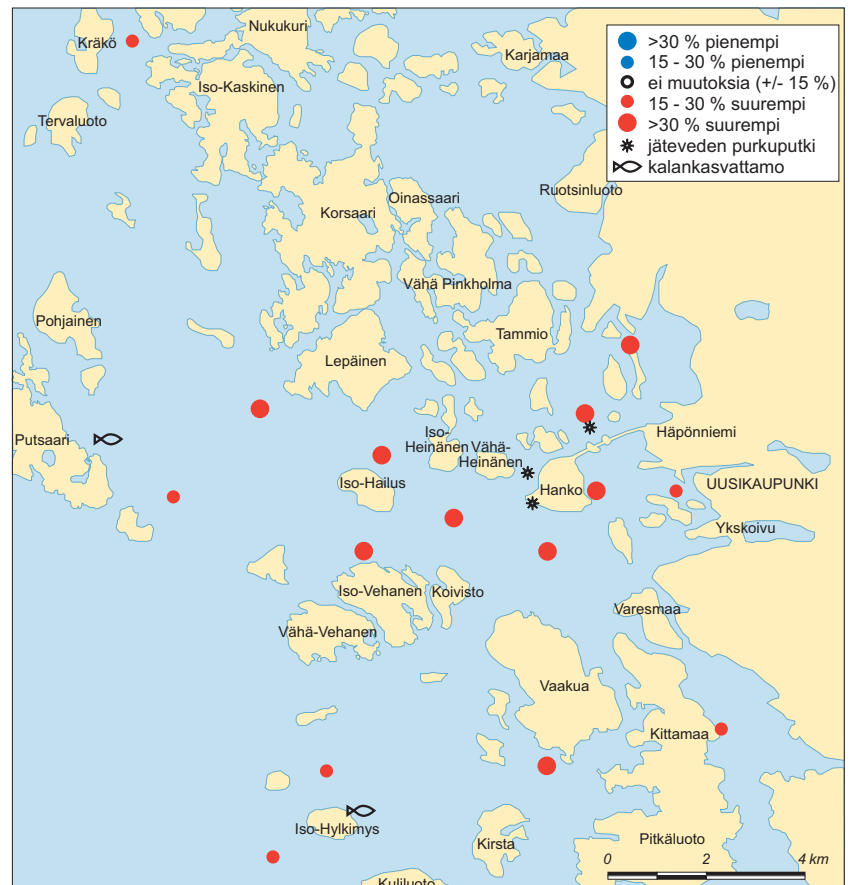 Nukukuri
Kräkö
Karjamaa
Iso-Kaskinen
Tervaluoto
>30 % pienempi
15 - 30 % pienempi
ei muutoksia (+/- 15 %)
15 - 30 % suurempi
>30 % suurempi
jäteveden purkuputki
kalankasvattamo
Ruotsinluoto
Oinassaari
Korsaari
Vähä Pinkholma
Pohjainen
Tammio
Lepäinen
Putsaari
Iso-
Heinänen
Vähä-
Heinänen
Häpönniemi
Iso-Hailus
Hanko
UUSIKAUPUNKI
Ykskoivu
Iso-Vehanen
Koivisto
Varesmaa
Vähä-Vehanen
Vaakua
Kittamaa
Iso-Hylkimys
Kirsta
Pitkäluoto
0 2 4 km
Kuliluoto